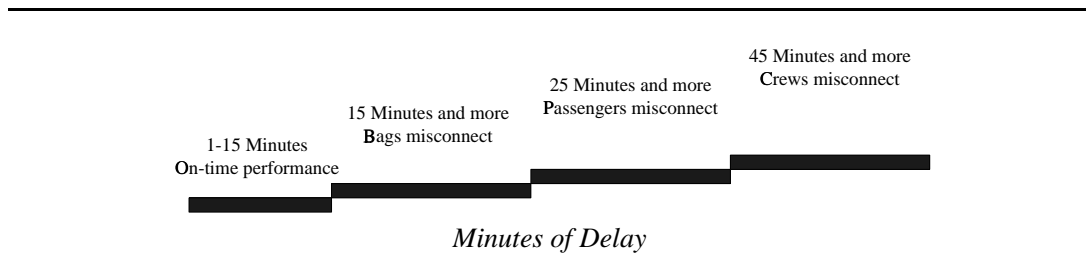 1-15 Minutes
On-time performance
15 Minutes and more
Bags misconnect
25 Minutes and more
Passengers misconnect
45 Minutes and more
Crews misconnect
Minutes of Delay